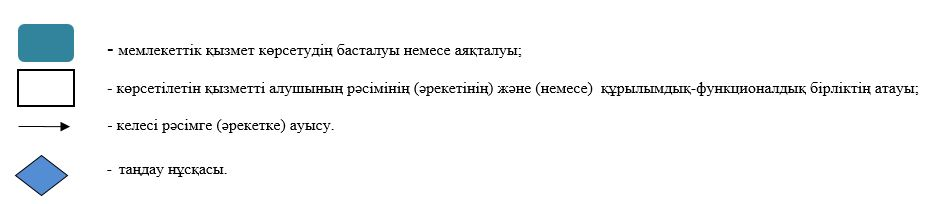 - мемлекеттік қызмет көрсетудің басталуы немесе аяқталуы;
- көрсетілетін қызметті алушының рәсімінің (әрекетінің) және (немесе) құрылымдық-функционалдық бірліктің атауы;
- келесі рәсімге (әрекетке) ауысу.
- таңдау нұсқасы.